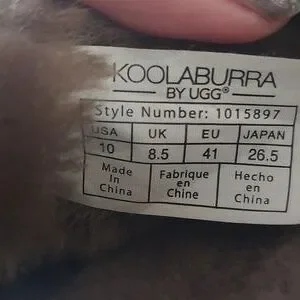 KOOLABURRA
BY UGG®
Style Number: 1015897
USA UK EU JAPAN
10 8.5 41 26.5
Made in China
Fabrique en Chine
Hecho en China